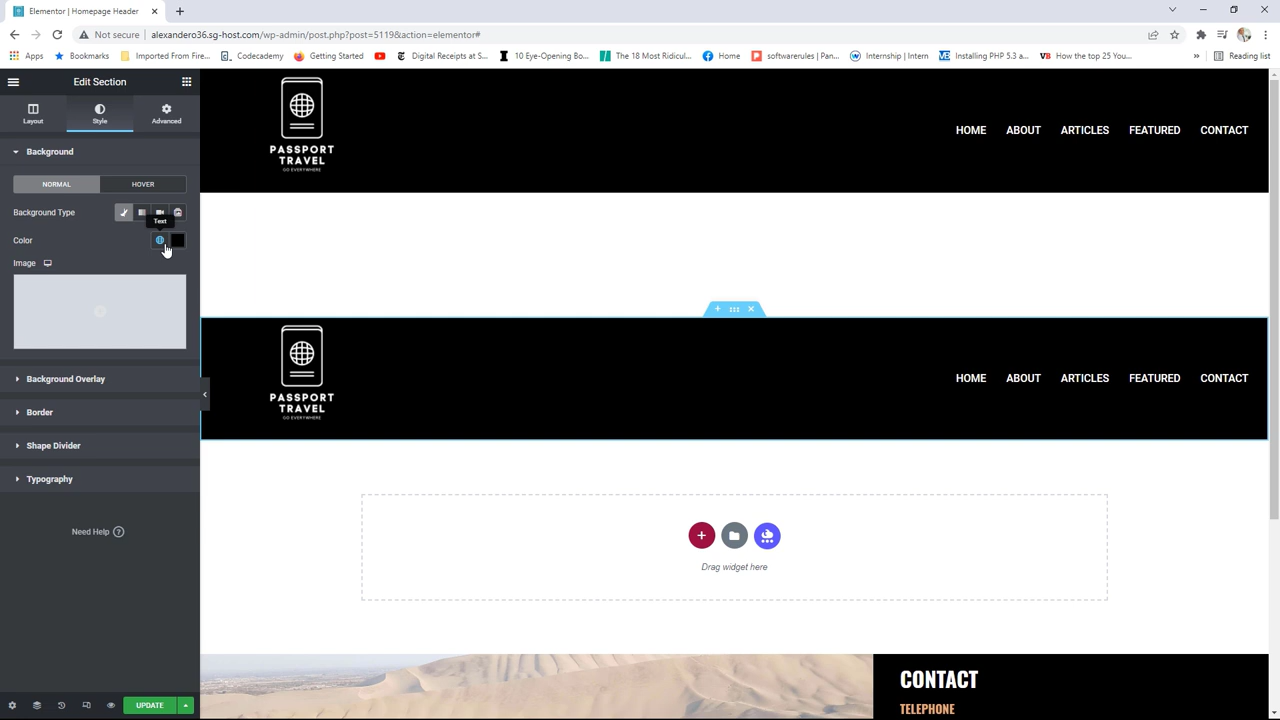 Elementor | Homepage Header
Not secure | alexandero36.sg-host.com/wp-admin/post.php?post=5119&action=elementor#
Apps Bookmarks Imported From Fire... Codecademy Getting Started Digital Receipts at S... 10 Eye-Opening Bo... The 18 Most Ridicul... Home softwarerules | Pan... Internship | Intern Installing PHP 5.3 a... VB How the top 25 You... » Reading list
Edit Section
Layout Style Advanced
Background
NORMAL HOVER
Background Type
Text
Color
Image
Background Overlay
Border
Shape Divider
Typography
Need Help ?
UPDATE
PASSPORT
TRAVEL
GO EVERYWHERE
HOME ABOUT ARTICLES FEATURED CONTACT
PASSPORT
TRAVEL
GO EVERYWHERE
HOME ABOUT ARTICLES FEATURED CONTACT
Drag widget here
CONTACT
TELEPHONE